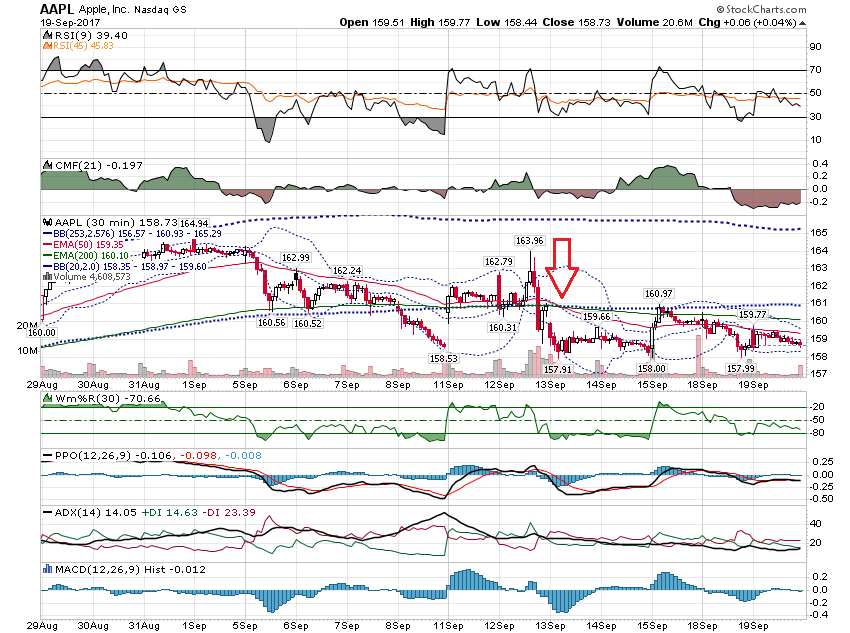 AAPL Apple, Inc. Nasdaq GS
© StockCharts.com
19-Sep-2017
Open 159.51 High 159.77 Low 158.44 Close 158.73 Volume 20.6M Chg +0.06 (+0.04%)
RSI(9) 39.40
RSI(45) 45.83
90
70
50
30
10
CMF(21) -0.197
0.4
0.2
0.0
-0.2
AAPL (30 min) 158.73
BB(253,2.576) 156.57 - 160.93 - 165.29
EMA(50) 159.35
EMA(200) 160.10
BB(20,2.0) 158.35 - 158.97 - 159.60
Volume 4,608,573
164.94
162.99
162.24
160.56
160.52
158.53
162.79
160.31
163.96
157.91
159.66
158.00
160.97
157.99
159.77
160.00
20M
10M
165
164
163
162
161
160
159
158
157
29Aug 30Aug 31Aug 1Sep 5Sep 6Sep 7Sep 8Sep 11Sep 12Sep 13Sep 14Sep 15Sep 18Sep 19Sep
Wm%R(30) -70.66
-20
-50
-80
PPO(12,26,9) -0.106, -0.098, -0.008
0.25
0.00
-0.25
-0.50
ADX(14) 14.05 +DI 14.63 -DI 23.39
40
20
MACD(12,26,9) Hist -0.012
0.2
0.0
-0.2
-0.4
29Aug 30Aug 31Aug 1Sep 5Sep 6Sep 7Sep 8Sep 11Sep 12Sep 13Sep 14Sep 15Sep 18Sep 19Sep